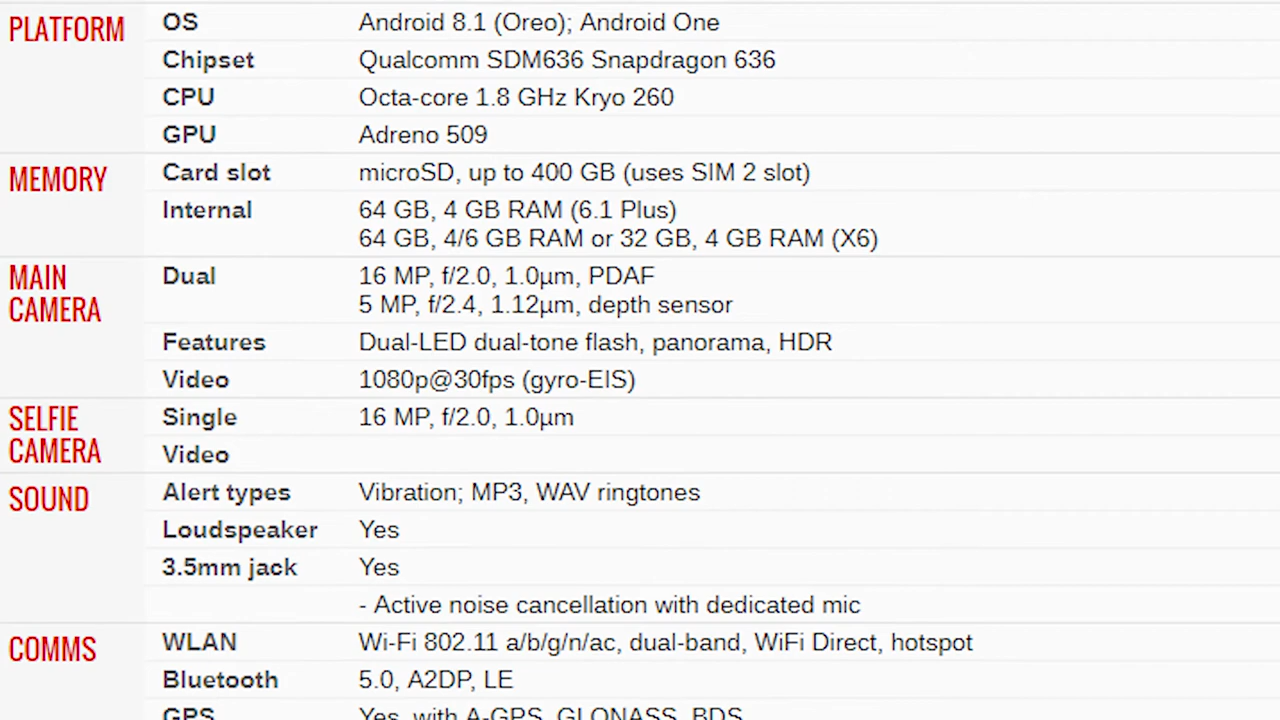 PLATFORM
OS Android 8.1 (Oreo); Android One
Chipset Qualcomm SDM636 Snapdragon 636
CPU Octa-core 1.8 GHz Kryo 260
GPU Adreno 509
MEMORY
Card slot microSD, up to 400 GB (uses SIM 2 slot)
Internal 64 GB, 4 GB RAM (6.1 Plus)
64 GB, 4/6 GB RAM or 32 GB, 4 GB RAM (X6)
MAIN
CAMERA
Dual 16 MP, f/2.0, 1.0µm, PDAF
5 MP, f/2.4, 1.12µm, depth sensor
Features Dual-LED dual-tone flash, panorama, HDR
Video 1080p@30fps (gyro-EIS)
SELFIE
CAMERA
Single 16 MP, f/2.0, 1.0µm
Video
SOUND
Alert types Vibration; MP3, WAV ringtones
Loudspeaker Yes
3.5mm jack Yes
- Active noise cancellation with dedicated mic
COMMS
WLAN Wi-Fi 802.11 a/b/g/n/ac, dual-band, WiFi Direct, hotspot
Bluetooth 5.0, A2DP, LE
GPS Yes, with A-GPS, GLONASS, BDS